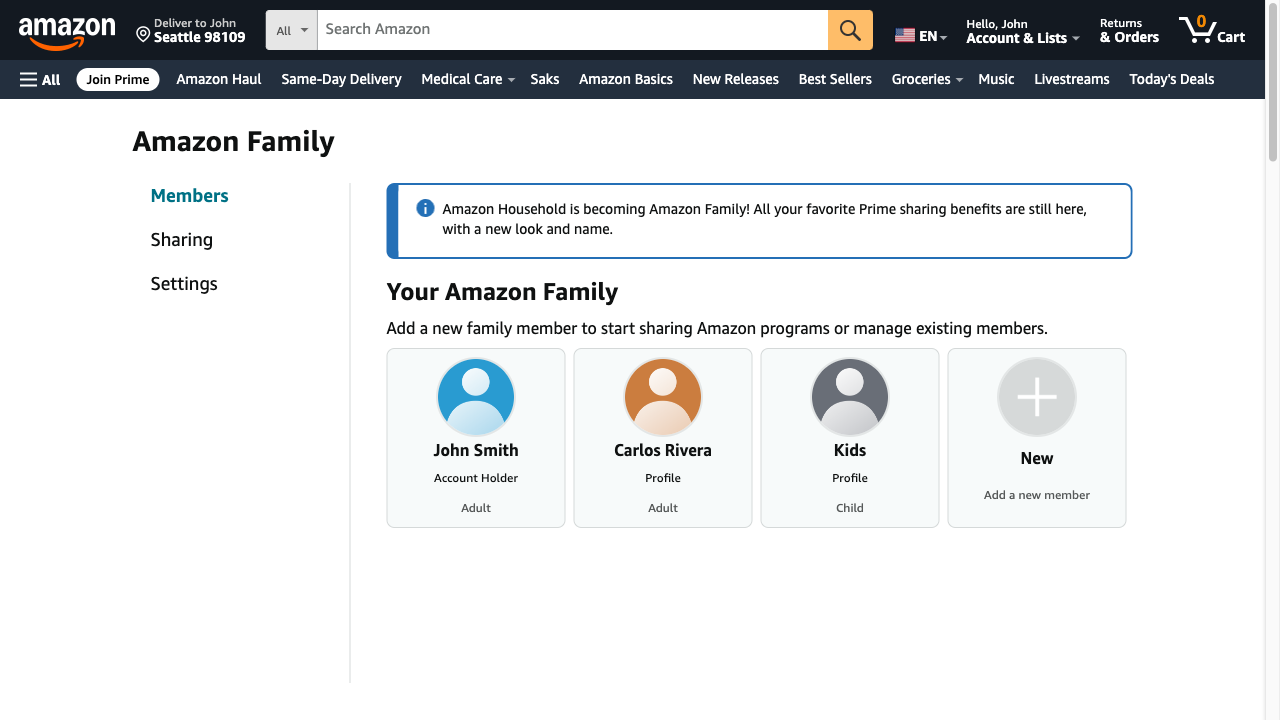 amazon
Deliver to John
Seattle 98109
All
Search Amazon
EN
Hello, John
Account & Lists
Returns
& Orders
0
Cart
All
Join Prime
Amazon Haul
Same-Day Delivery
Medical Care
Saks
Amazon Basics
New Releases
Best Sellers
Groceries
Music
Livestreams
Today's Deals
Amazon Family
Members
Sharing
Settings
Amazon Household is becoming Amazon Family! All your favorite Prime sharing benefits are still here,
with a new look and name.
Your Amazon Family
Add a new family member to start sharing Amazon programs or manage existing members.
John Smith
Account Holder
Adult
Carlos Rivera
Profile
Adult
Kids
Profile
Child
New
Add a new member